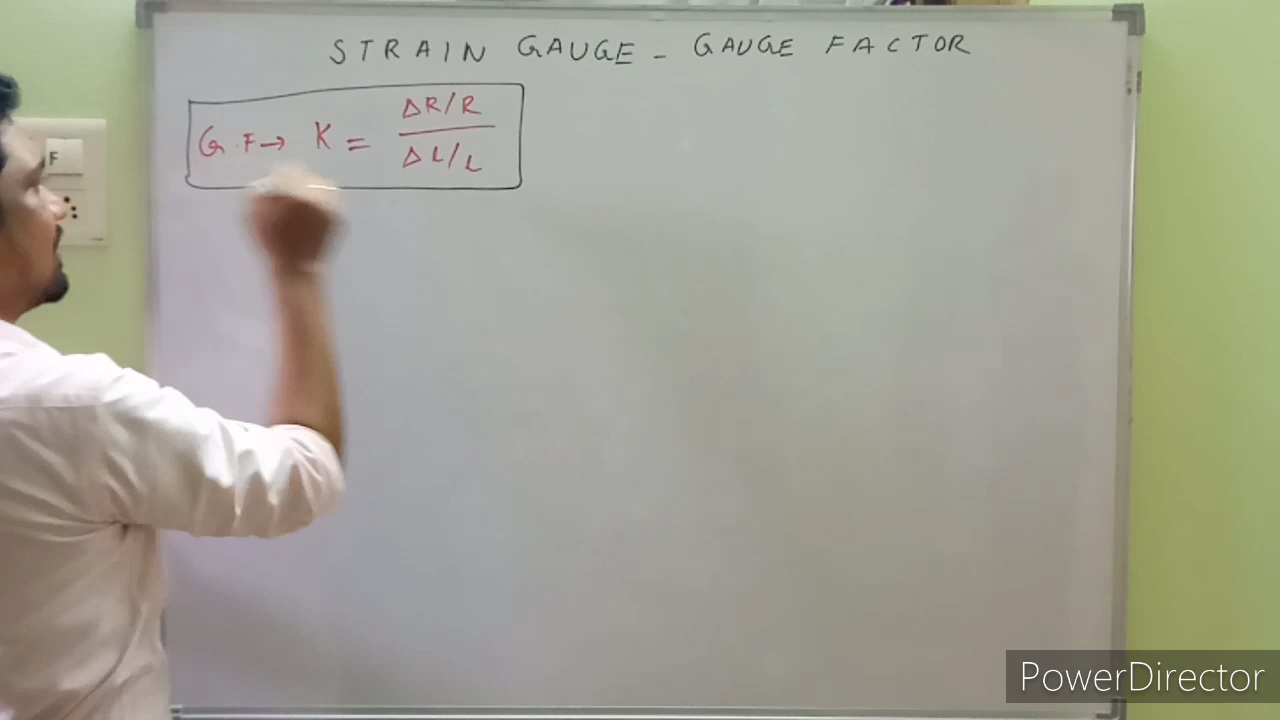 STRAIN GAUGE - GAUGE FACTOR
G.F→ K = ΔR/R
ΔL/L
F
PowerDirector